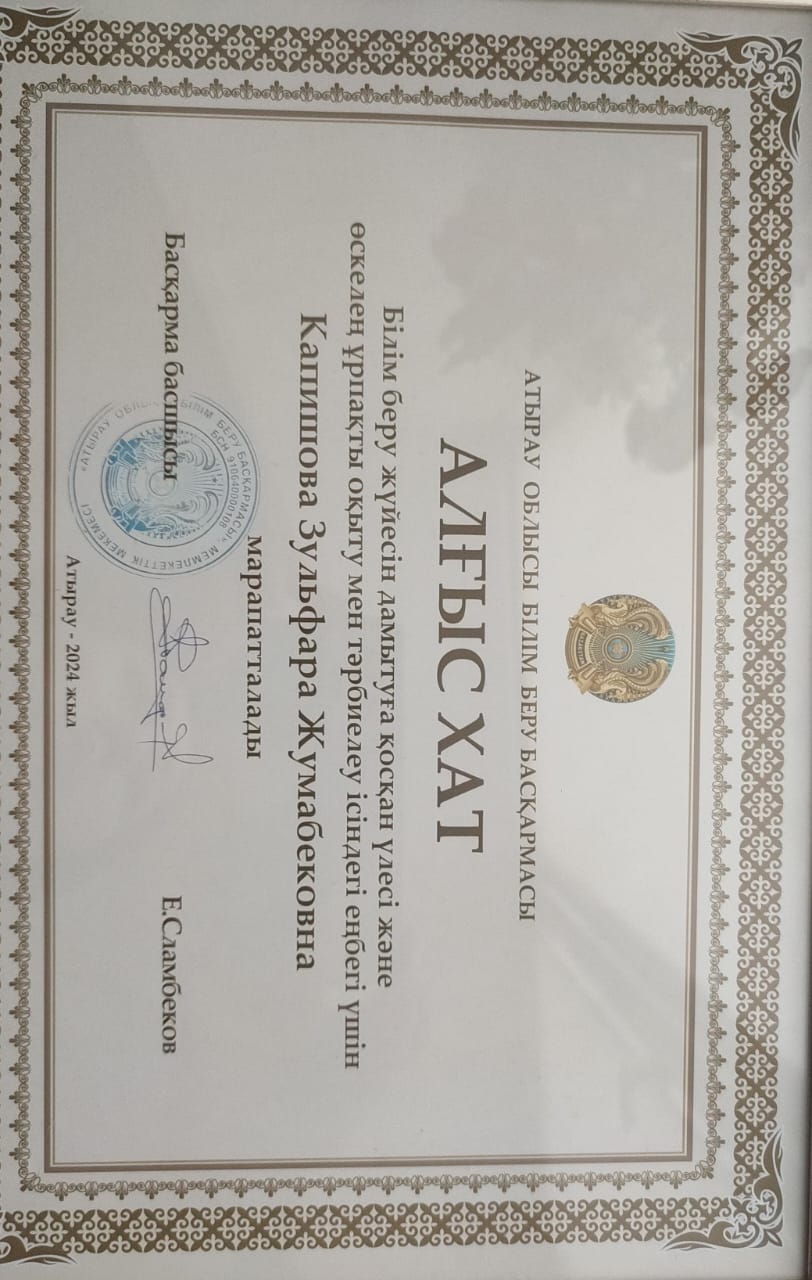 QAZAQSTAN
АТЫРАУ ОБЛЫСЫ БІЛІМ БЕРУ БАСҚАРМАСЫ
АЛҒЫС ХАТ
Білім беру жүйесін дамытуға қосқан үлесі және
өскелең ұрпақты оқыту мен тәрбиелеу ісіндегі еңбегі үшін
Капишова Зульфара Жумабековна
марапатталады
«АТЫРАУ ОБЛЫСЫ БІЛІМ БЕРУ БАСҚАРМАСЫ» МЕМЛЕКЕТТІК МЕКЕМЕСІ
БСН 910640000108
Басқарма басшысы
Е.Сламбеков
Атырау - 2024 жыл